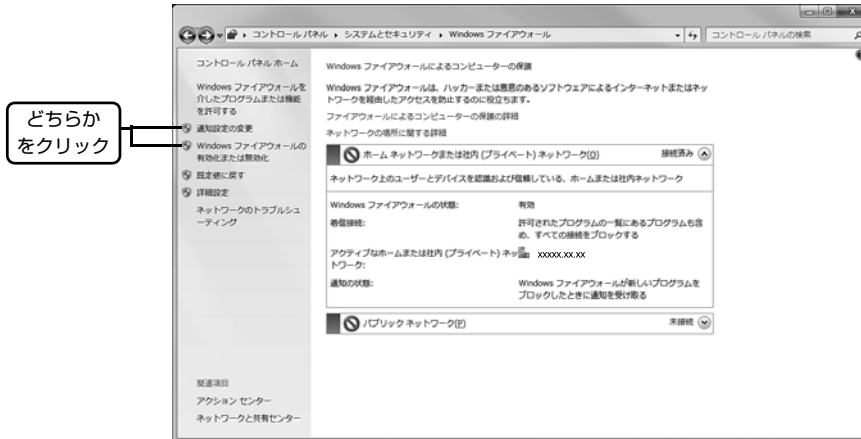 コントロール パネル ▸ システムとセキュリティ ▸ Windows ファイアウォール
コントロール パネルの検索
コントロール パネル ホーム
Windows ファイアウォールを
介したプログラムまたは機能
を許可する
通知設定の変更
Windows ファイアウォールの
有効化または無効化
既定値に戻す
詳細設定
ネットワークのトラブルシュ
ーティング
関連項目
アクション センター
ネットワークと共有センター
どちらか
をクリック
Windows ファイアウォールによるコンピューターの保護
Windows ファイアウォールは、ハッカーまたは悪意のあるソフトウェアによるインターネットまたはネッ
トワークを経由したアクセスを防止するのに役立ちます。
ファイアウォールによるコンピューターの保護の詳細
ネットワークの場所に関する詳細
ホーム ネットワークまたは社内 (プライベート) ネットワーク(O) 接続済み
ネットワーク上のユーザーとデバイスを認識および信頼している、ホームまたは社内ネットワーク
Windows ファイアウォールの状態: 有効
着信接続: 許可されたプログラムの一覧にあるプログラムも含
め、すべての接続をブロックする
アクティブなホームまたは社内 (プライベート) ネッ xxxxx.xx.xx
トワーク:
通知の状態: Windows ファイアウォールが新しいプログラムを
ブロックしたときに通知を受け取る
パブリック ネットワーク(P) 未接続